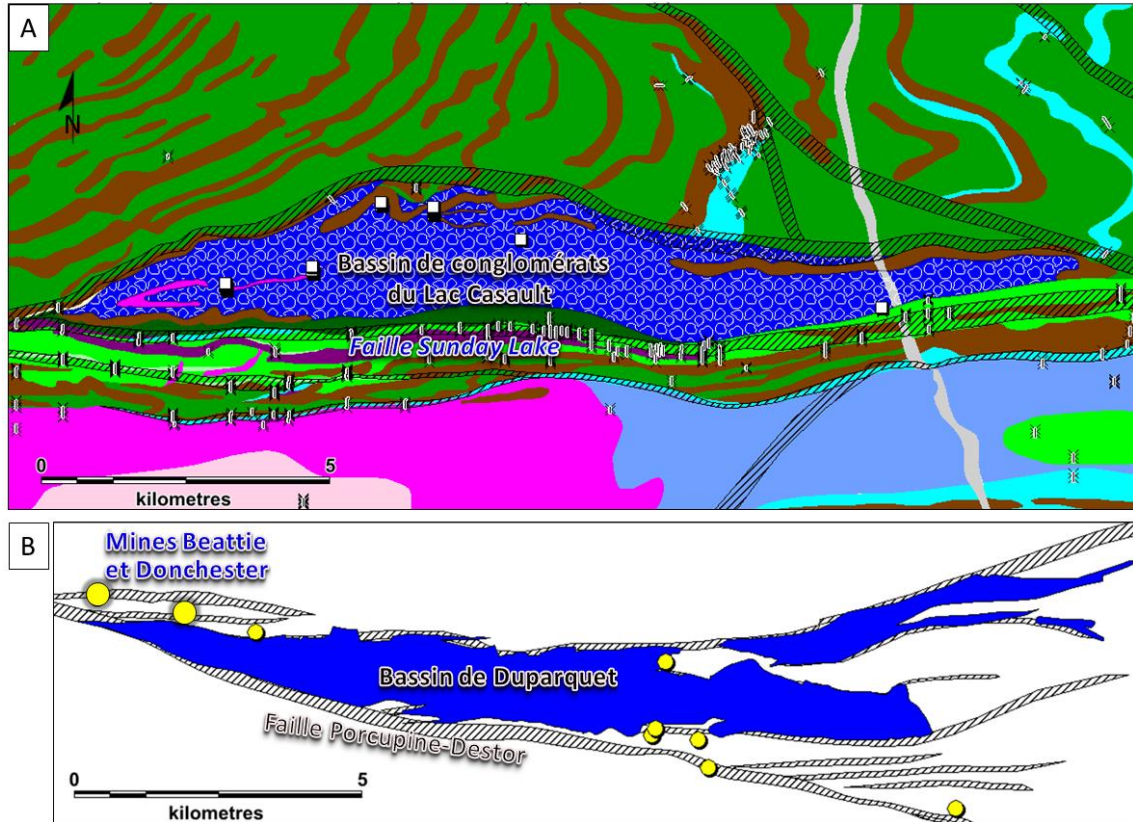 A
N
Bassin de conglomérats
du Lac Casault
Faille Sunday Lake
0 5
kilometres
B
Mines Beattie
et Donchester
Bassin de Duparquet
Faille Porcupine-Destor
0 5
kilometres